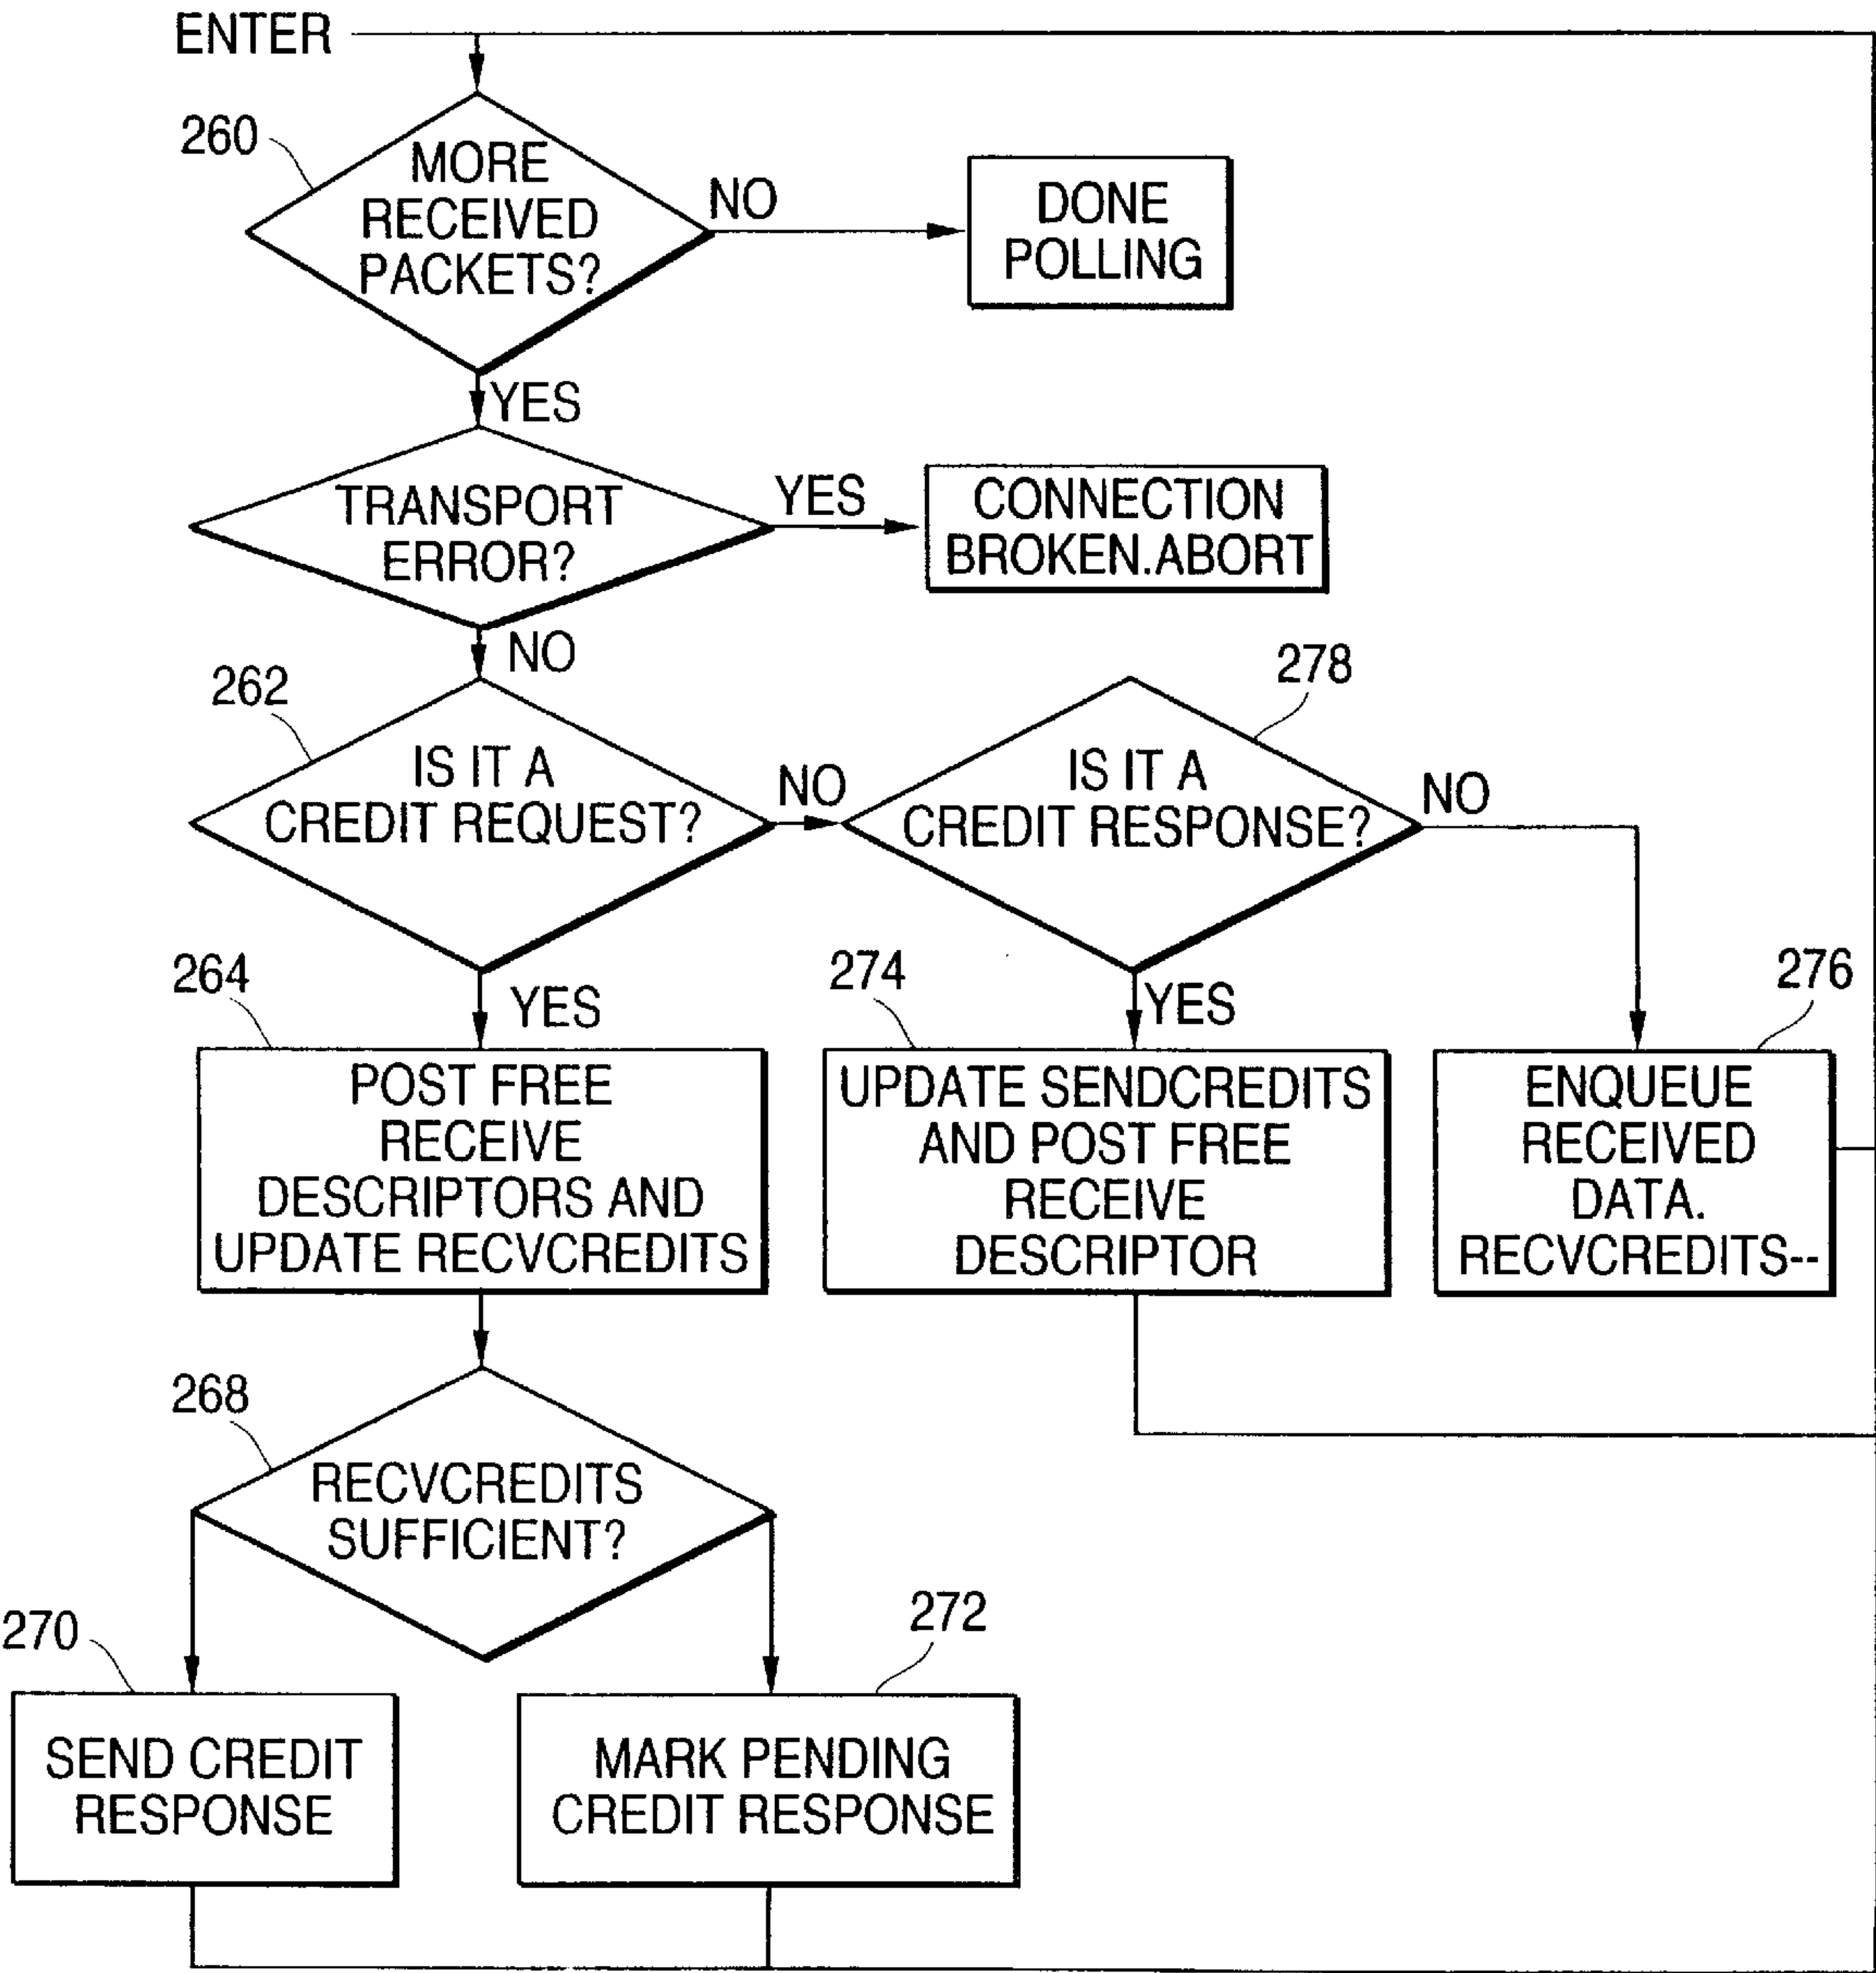 ENTER
260
MORE
RECEIVED
PACKETS?
NO
DONE
POLLING
YES
TRANSPORT
ERROR?
YES
CONNECTION
BROKEN.ABORT
NO
262
IS IT A
CREDIT REQUEST?
NO
278
IS IT A
CREDIT RESPONSE?
NO
264
YES
POST FREE
RECEIVE
DESCRIPTORS AND
UPDATE RECVCREDITS
274
YES
UPDATE SENDCREDITS
AND POST FREE
RECEIVE
DESCRIPTOR
276
ENQUEUE
RECEIVED
DATA.
RECVCREDITS--
268
RECVCREDITS
SUFFICIENT?
270
SEND CREDIT
RESPONSE
272
MARK PENDING
CREDIT RESPONSE